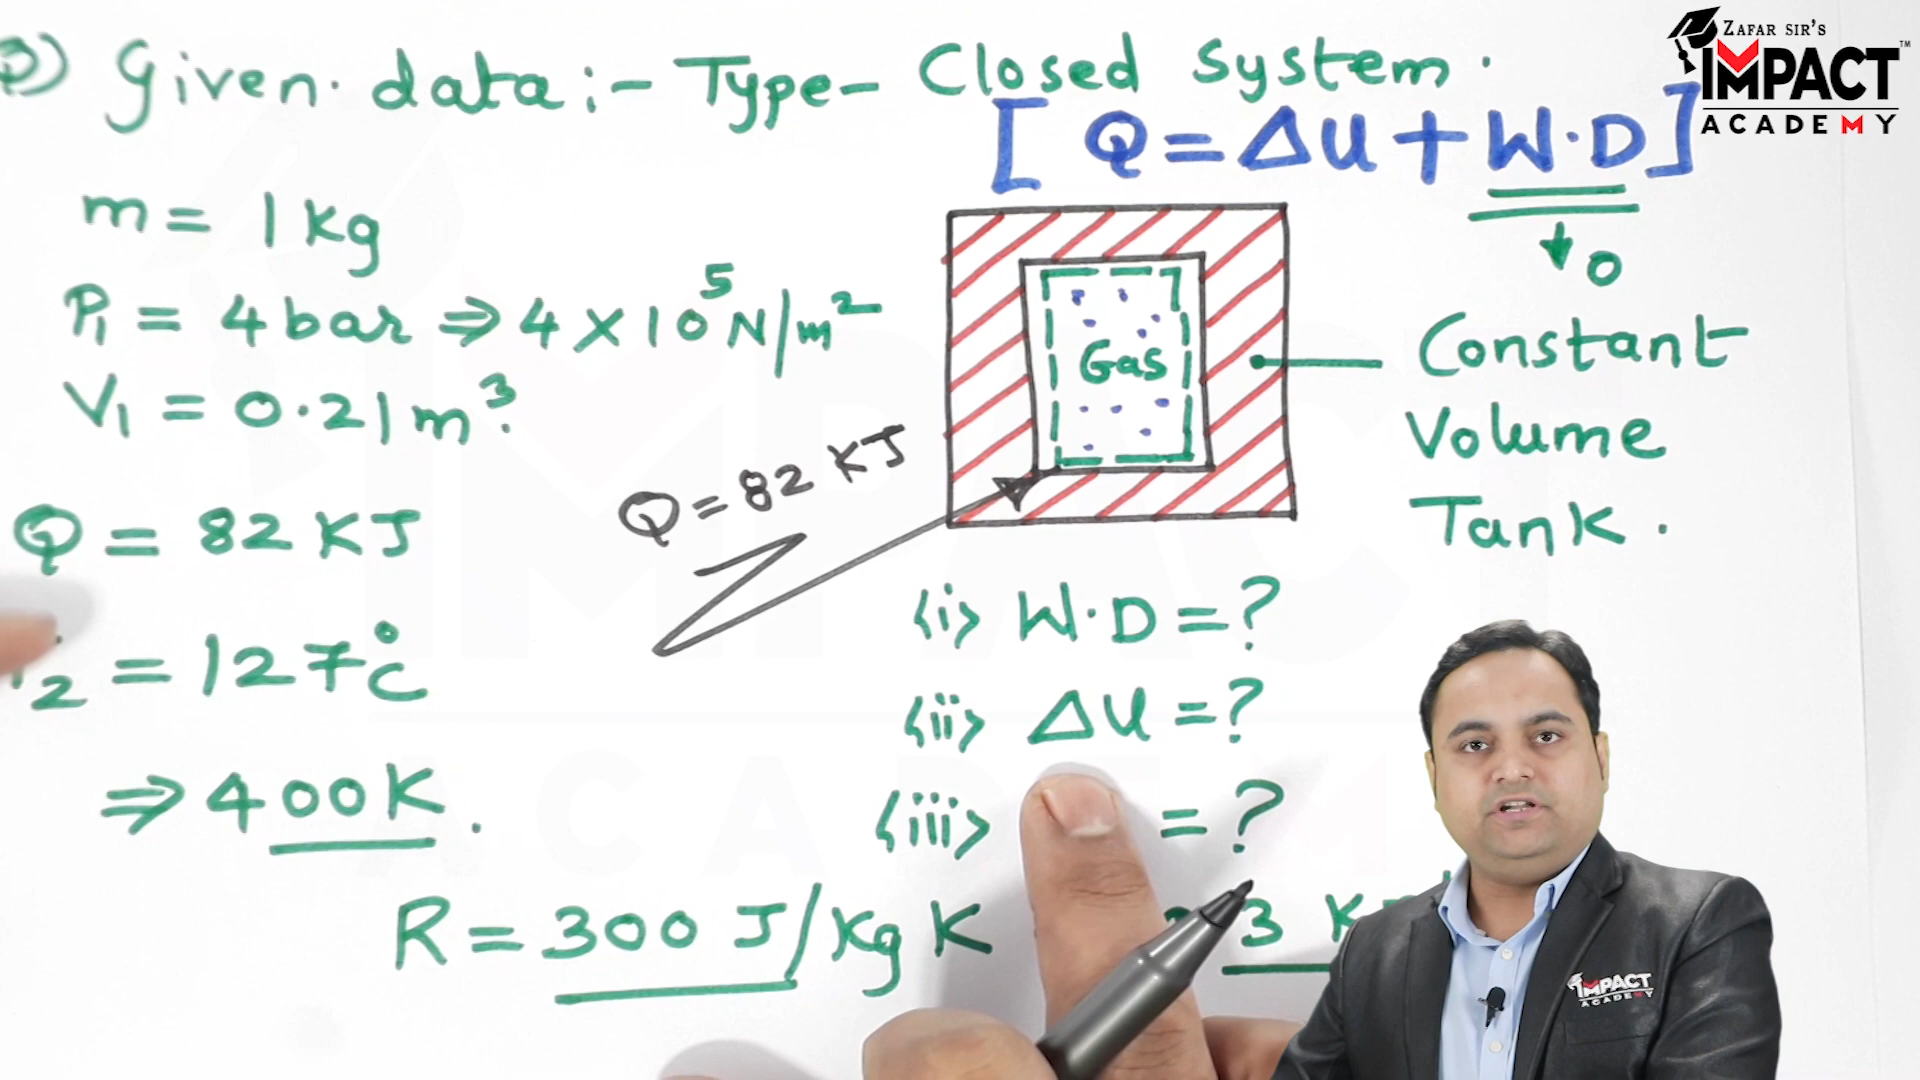 Given data:- Type- Closed System.
[Q = ΔU + W.D]
0
m = 1 Kg
P1 = 4 bar ⇒ 4 × 10^5 N/m²
V1 = 0.21 m³.
Q = 82 KJ
2 = 127°C
⇒ 400 K.
Q = 82 KJ
Gas
Constant
Volume
Tank.
<i> W.D = ?
<ii> ΔU = ?
<iii> = ?
R = 300 J/Kg K
3 K
ZAFAR SIR'S
IMPACT™
ACADEMY
IMPACT
ACADEMY